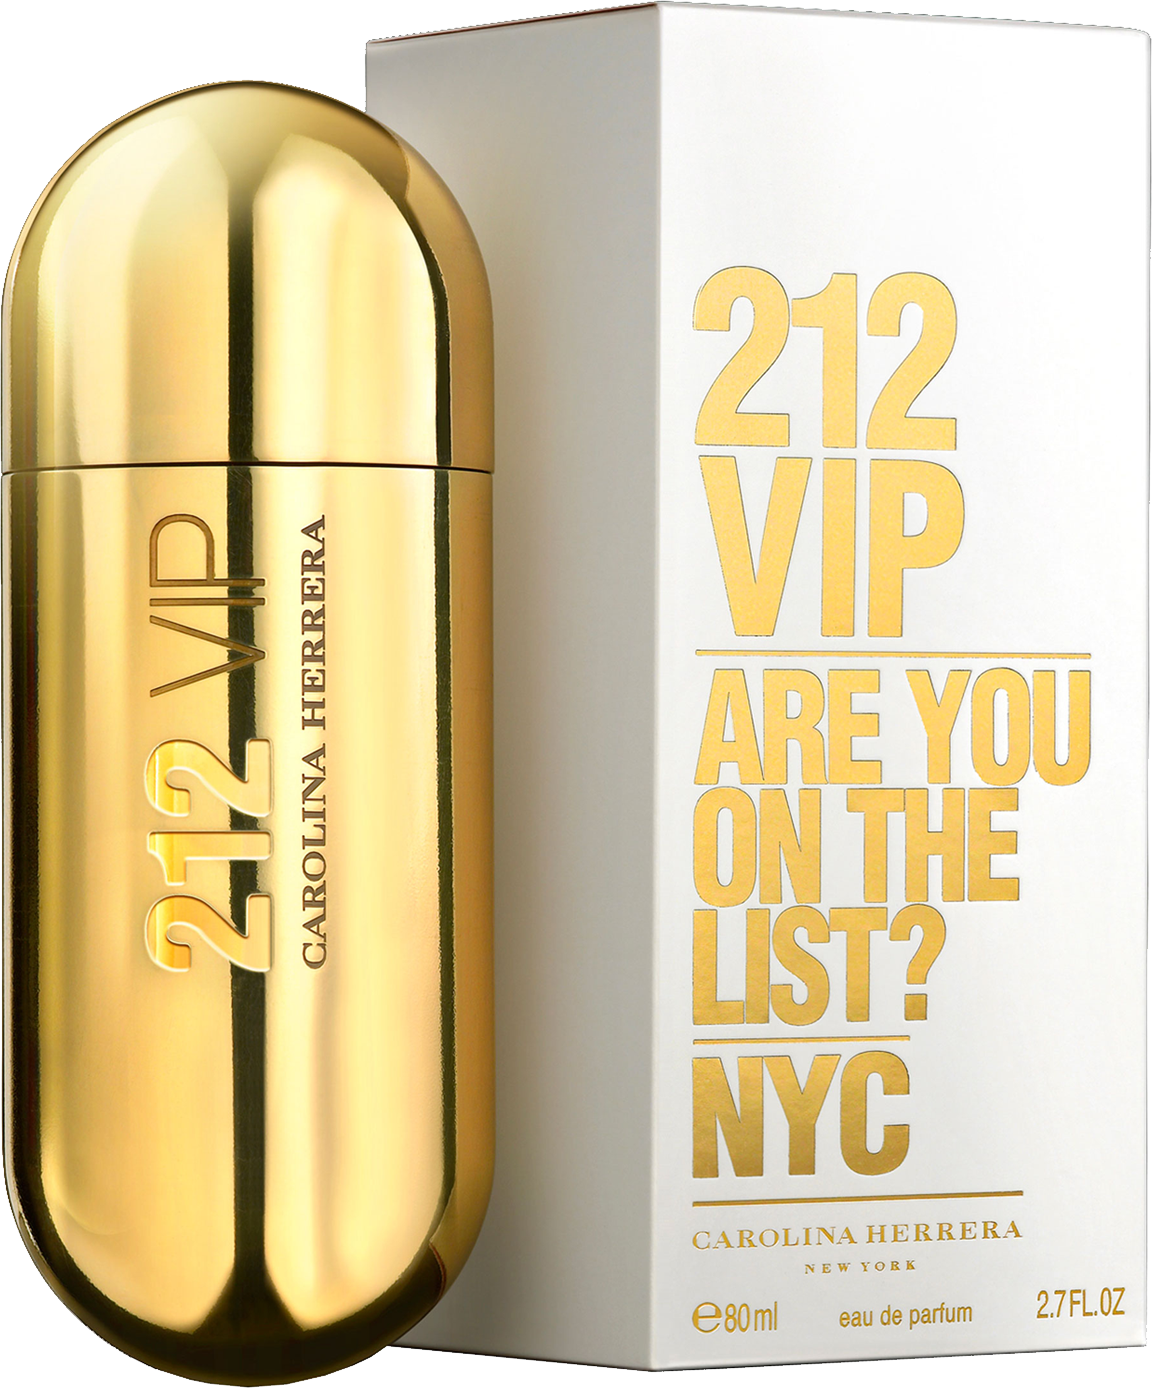 212 VIP
CAROLINA HERRERA
212
VIP
ARE YOU
ON THE
LIST?
NYC
CAROLINA HERRERA
NEW YORK
℮80ml eau de parfum 2.7FL.OZ